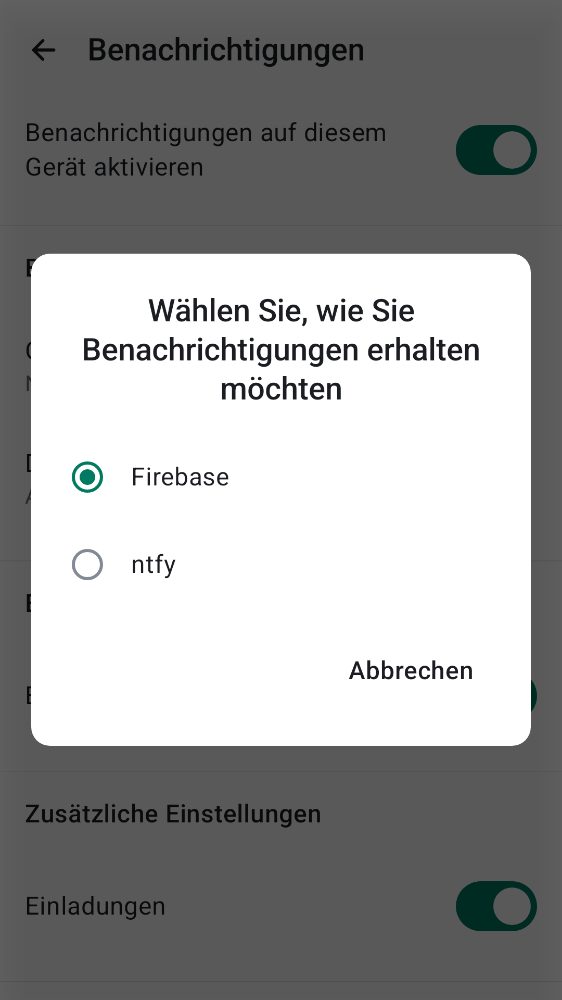 Benachrichtigungen
Benachrichtigungen auf diesem
Gerät aktivieren
Wählen Sie, wie Sie
Benachrichtigungen erhalten
möchten
Firebase
ntfy
Abbrechen
Zusätzliche Einstellungen
Einladungen